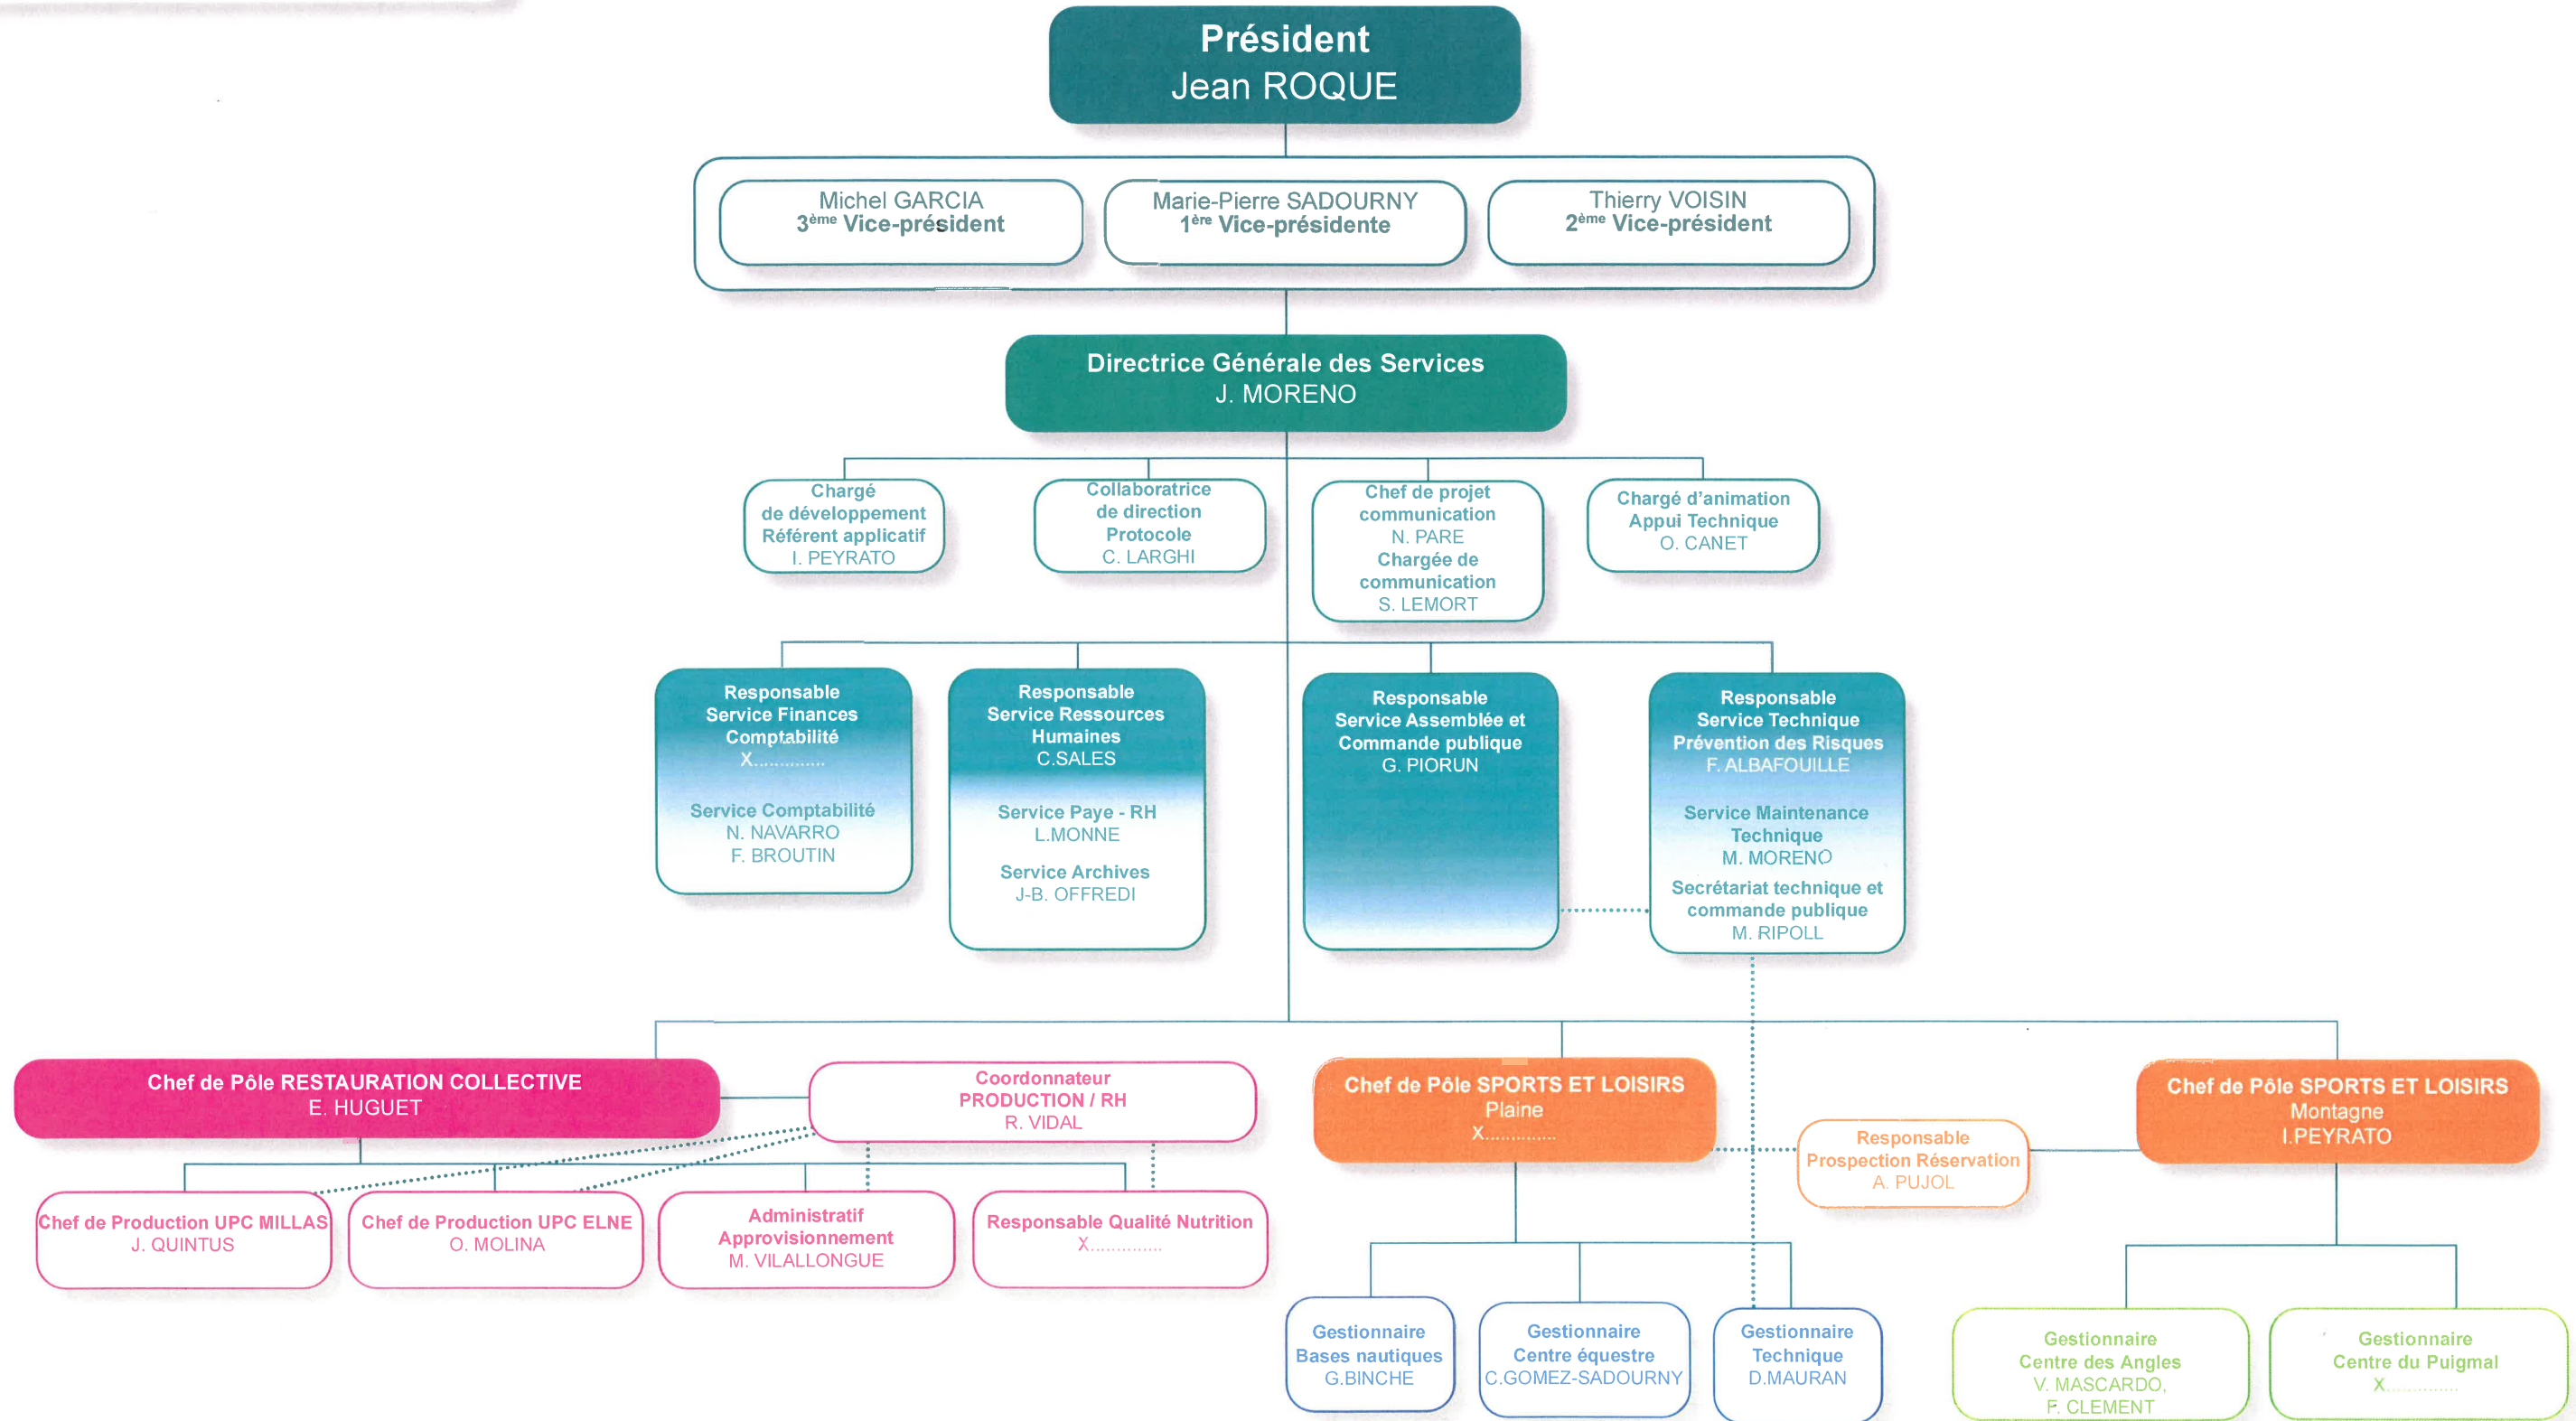 Président
Jean ROQUE
Michel GARCIA
3ème Vice-président
Marie-Pierre SADOURNY
1ère Vice-présidente
Thierry VOISIN
2ème Vice-président
Directrice Générale des Services
J. MORENO
Chargé
de développement
Référent applicatif
I. PEYRATO
Collaboratrice
de direction
Protocole
C. LARGHI
Chef de projet
communication
N. PARE
Chargée de
communication
S. LEMORT
Chargé d'animation
Appui Technique
O. CANET
Responsable
Service Finances
Comptabilité
X..............
Service Comptabilité
N. NAVARRO
F. BROUTIN
Responsable
Service Ressources
Humaines
C.SALES
Service Paye - RH
L.MONNE
Service Archives
J-B. OFFREDI
Responsable
Service Assemblée et
Commande publique
G. PIORUN
Responsable
Service Technique
Prévention des Risques
F. ALBAFOUILLE
Service Maintenance
Technique
M. MORENO
Secrétariat technique et
commande publique
M. RIPOLL
Chef de Pôle RESTAURATION COLLECTIVE
E. HUGUET
Coordonnateur
PRODUCTION / RH
R. VIDAL
Chef de Pôle SPORTS ET LOISIRS
Plaine
X..............
Responsable
Prospection Réservation
A. PUJOL
Chef de Pôle SPORTS ET LOISIRS
Montagne
I.PEYRATO
Chef de Production UPC MILLAS
J. QUINTUS
Chef de Production UPC ELNE
O. MOLINA
Administratif
Approvisionnement
M. VILALLONGUE
Responsable Qualité Nutrition
X..............
Gestionnaire
Bases nautiques
G.BINCHE
Gestionnaire
Centre équestre
C.GOMEZ-SADOURNY
Gestionnaire
Technique
D.MAURAN
Gestionnaire
Centre des Angles
V. MASCARDO,
F. CLEMENT
Gestionnaire
Centre du Puigmal
X..............